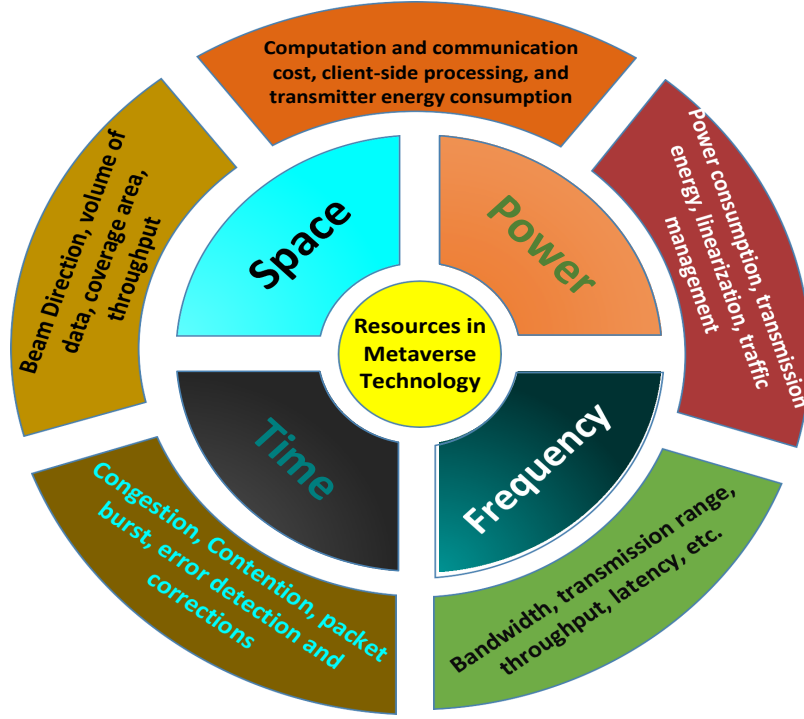 Computation and communication
cost, client-side processing, and
transmitter energy consumption
Beam Direction, volume of
data, coverage area,
throughput
Power consumption, transmission
energy, linearization, traffic
management
Space
Power
Resources in
Metaverse
Technology
Time
Frequency
Congestion, Contention, packet
burst, error detection and
corrections
Bandwidth, transmission range,
throughput, latency, etc.